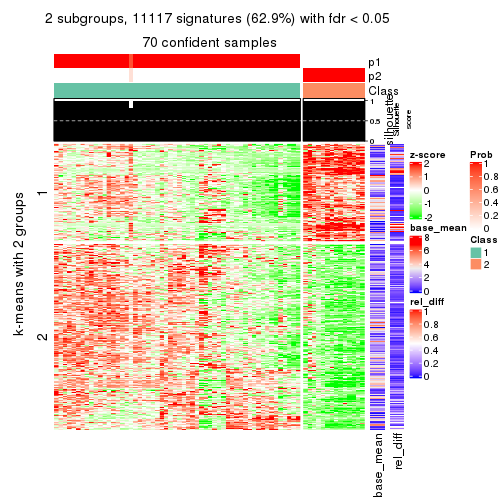 2 subgroups, 11117 signatures (62.9%) with fdr < 0.05
70 confident samples
p1
p2
Class
silhouette
Silhouette
score
1
0.5
0
k-means with 2 groups
1
2
z-score
2
1
0
-1
-2
base_mean
8
6
4
2
0
rel_diff
1
0.8
0.6
0.4
0.2
0
Prob
1
0.8
0.6
0.4
0.2
0
Class
1
2
base_mean
rel_diff